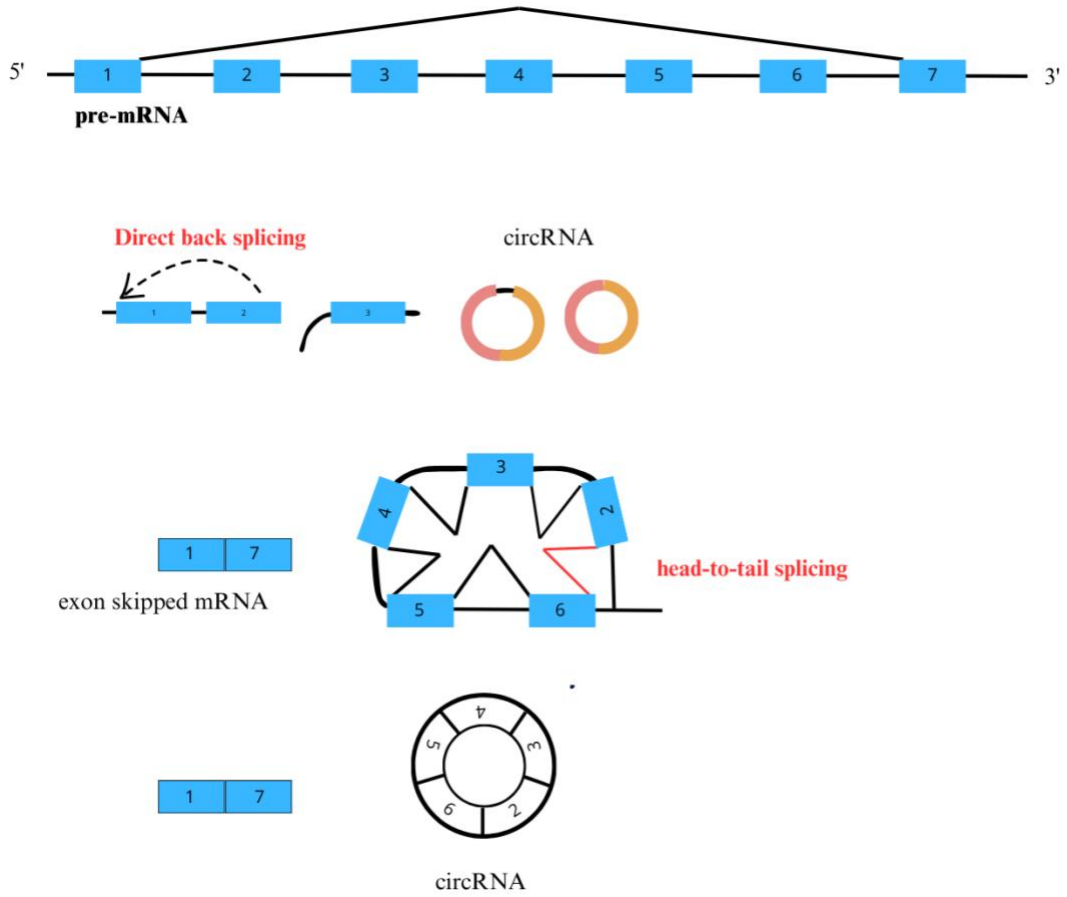 5' 1 2 3 4 5 6 7 3'
pre-mRNA
Direct back splicing
circRNA
1 2 3
3
4 2
1 7
head-to-tail splicing
exon skipped mRNA
5 6
4
5 3
6 2
1 7
circRNA